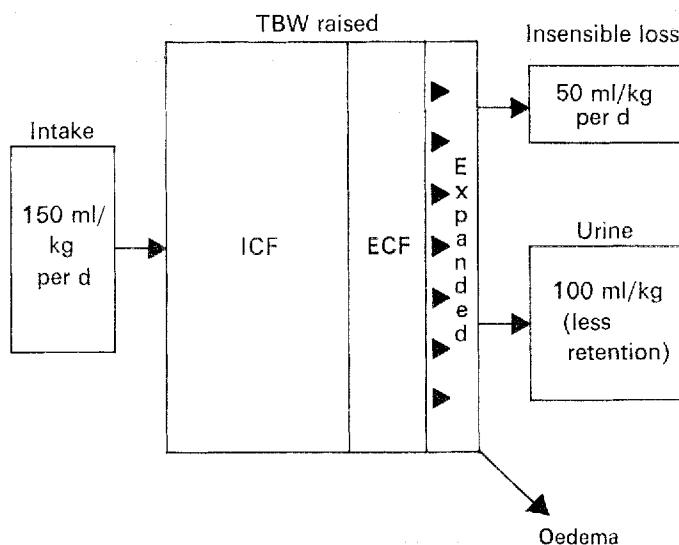 TBW raised
Insensible loss
50 ml/kg
per d
Intake
150 ml/
kg
per d
ICF
ECF
Expanded
Urine
100 ml/kg
(less
retention)
Oedema